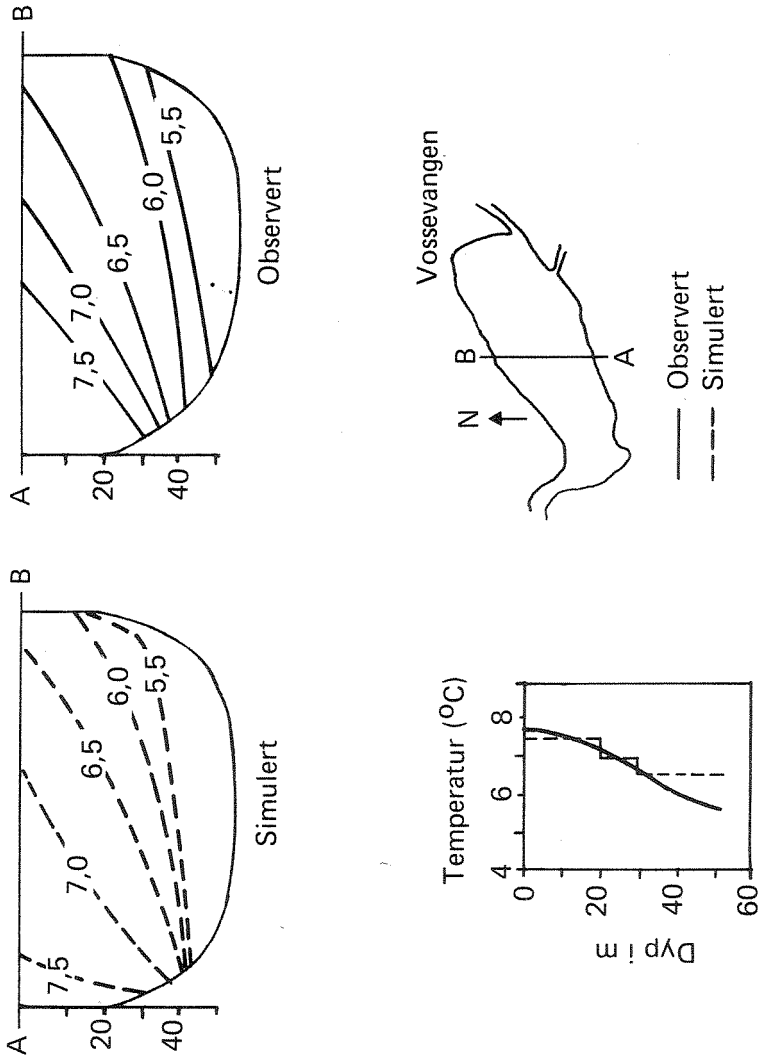 A
B
20
40
7,5
7,0
6,5
6,0
5,5
Simulert
A
B
20
40
7,5
7,0
6,5
6,0
5,5
Observert
Temperatur (°C)
4 6 8
0
20
40
60
Dyp i m
Vossevangen
N
B
A
Observert
Simulert